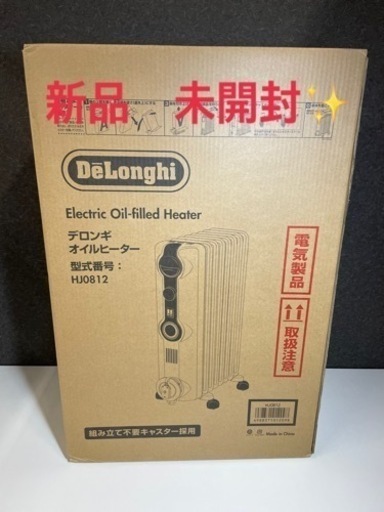 新品 未開封✨
DeLonghi
Electric Oil-filled Heater
デロンギ
オイルヒーター
型式番号：
HJ0812
電気製品
取扱注意
組み立て不要キャスター採用
HJ0812
Made in China